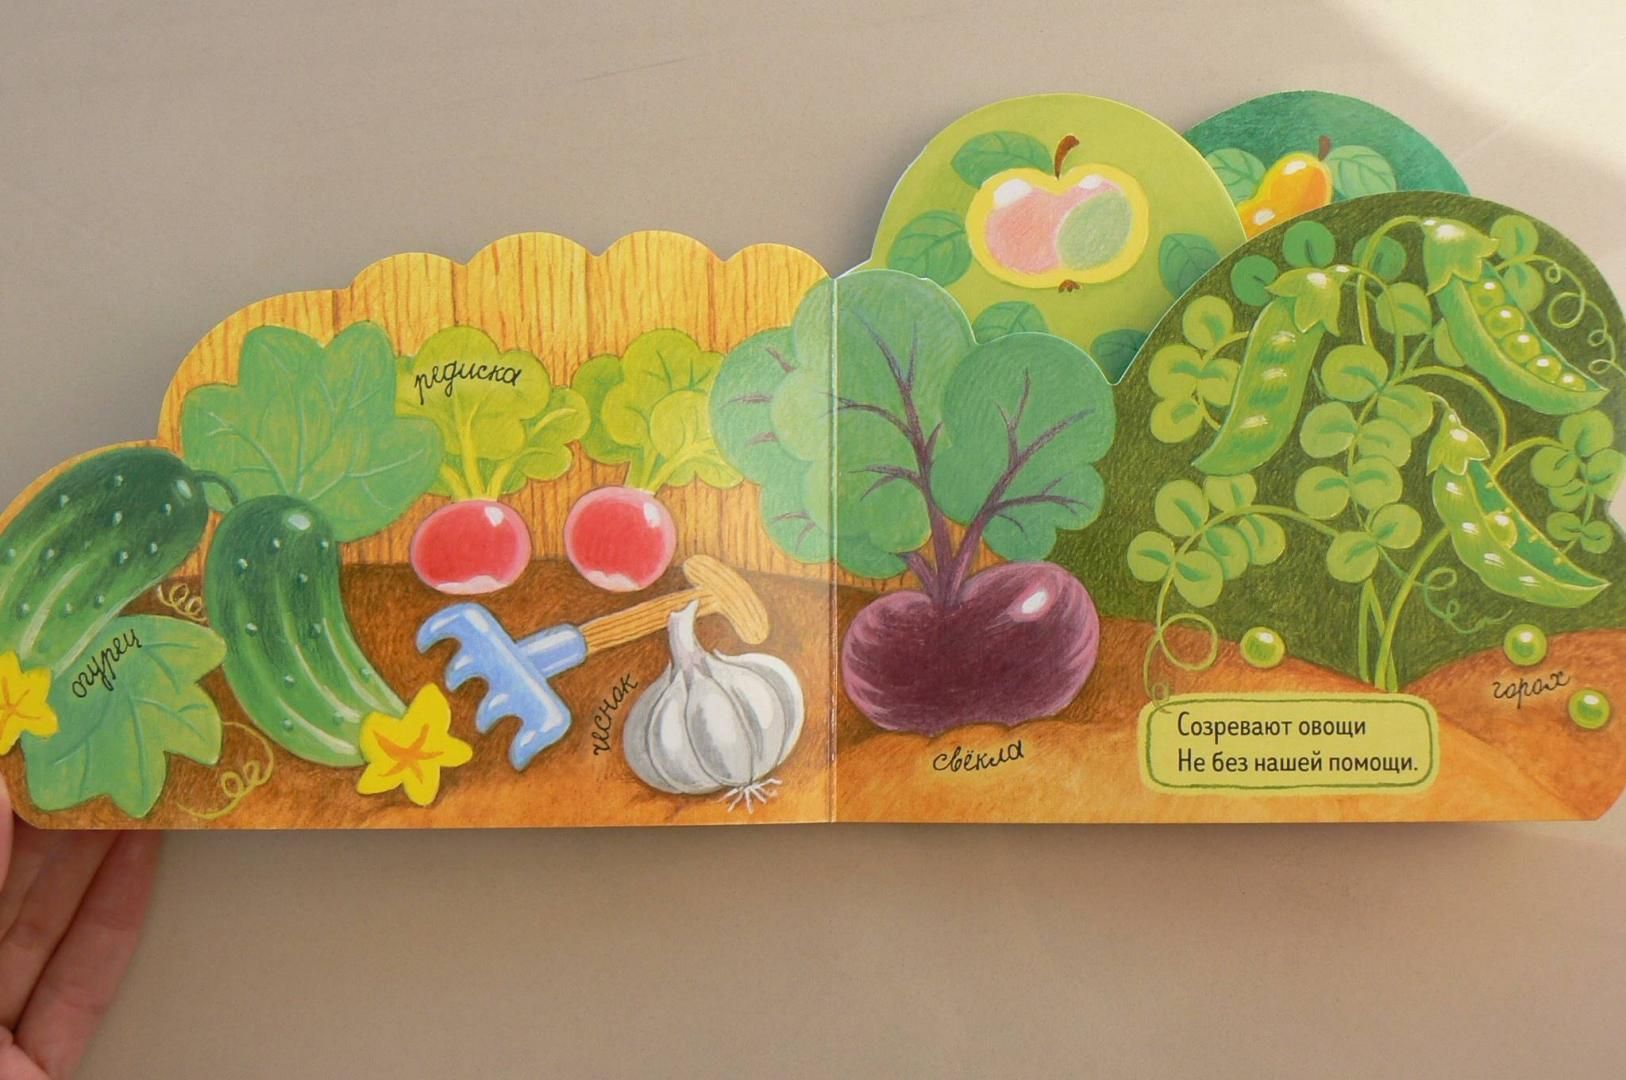 редиска
огурец
чеснок
свёкла
горох
Созревают овощи
Не без нашей помощи.